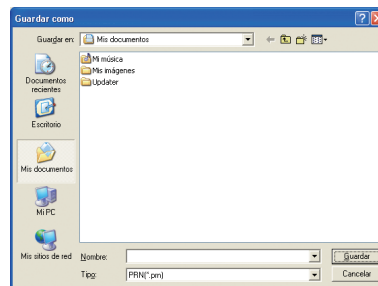 Guardar como
Guardar en: Mis documentos
Mi música
Mis imágenes
Updater
Documentos recientes
Escritorio
Mis documentos
Mi PC
Mis sitios de red
Nombre:
Guardar
Tipo: PRN(*.prn)
Cancelar